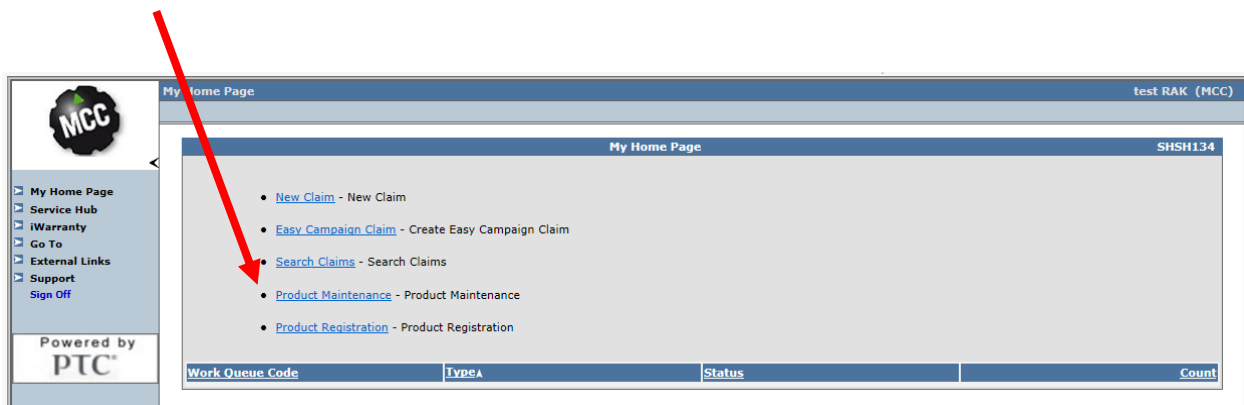 My Home Page test RAK (MCC)
MCC
My Home Page SHSH134
My Home Page
Service Hub
iWarranty
Go To
External Links
Support
Sign Off
New Claim - New Claim
Easy Campaign Claim - Create Easy Campaign Claim
Search Claims - Search Claims
Product Maintenance - Product Maintenance
Product Registration - Product Registration
Powered by
PTC®
Work Queue Code Type▲ Status Count